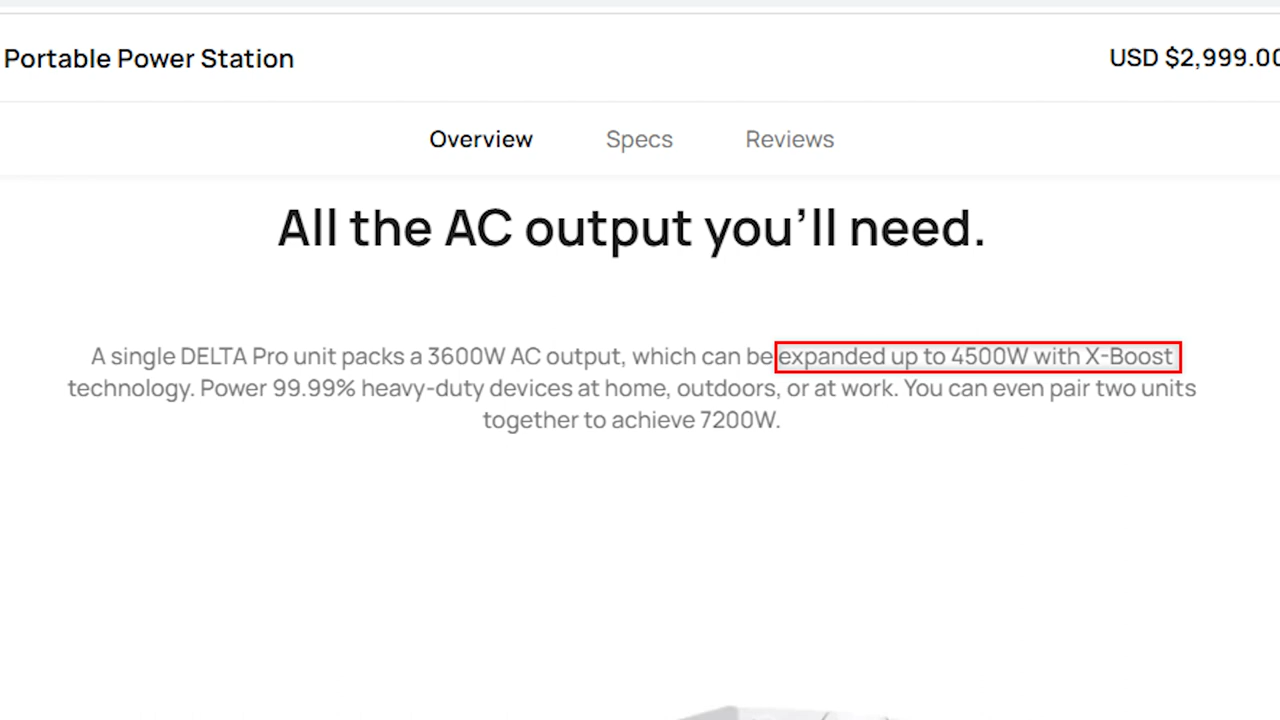 Portable Power Station
USD $2,999.00
Overview Specs Reviews
All the AC output you’ll need.
A single DELTA Pro unit packs a 3600W AC output, which can be expanded up to 4500W with X-Boost
technology. Power 99.99% heavy-duty devices at home, outdoors, or at work. You can even pair two units
together to achieve 7200W.